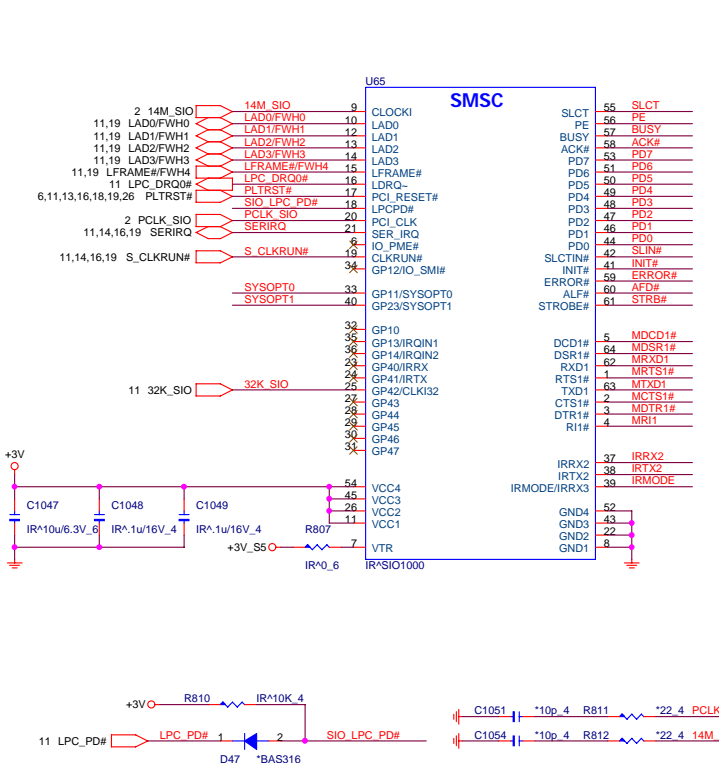 U65
SMSC
2 14M_SIO 14M_SIO 9 CLOCKI
11,19 LAD0/FWH0 LAD0/FWH0 10 LAD0
11,19 LAD1/FWH1 LAD1/FWH1 12 LAD1
11,19 LAD2/FWH2 LAD2/FWH2 13 LAD2
11,19 LAD3/FWH3 LAD3/FWH3 14 LAD3
11,19 LFRAME#/FWH4 LFRAME#/FWH4 15 LFRAME#
11 LPC_DRQ0# LPC_DRQ0# 16 LDRQ~
6,11,13,16,18,19,26 PLTRST# PLTRST# 17 PCI_RESET#
SIO_LPC_PD# 18 LPCPD#
2 PCLK_SIO PCLK_SIO 20 PCI_CLK
11,14,16,19 SERIRQ SERIRQ 21 SER_IRQ
6 IO_PME#
11,14,16,19 S_CLKRUN# S_CLKRUN# 19 CLKRUN#
34 GP12/IO_SMI#
SYSOPT0 33 GP11/SYSOPT0
SYSOPT1 40 GP23/SYSOPT1
32 GP10
35 GP13/IRQIN1
36 GP14/IRQIN2
23 GP40/IRRX
24 GP41/IRTX
11 32K_SIO 32K_SIO 25 GP42/CLKI32
27 GP43
28 GP44
29 GP45
30 GP46
31 GP47
54 VCC4
45 VCC3
26 VCC2
11 VCC1
7 VTR
SLCT 55 SLCT
PE 56 PE
BUSY 57 BUSY
ACK# 58 ACK#
PD7 53 PD7
PD6 51 PD6
PD5 50 PD5
PD4 49 PD4
PD3 48 PD3
PD2 47 PD2
PD1 46 PD1
PD0 44 PD0
SLCTIN# 42 SLIN#
INIT# 41 INIT#
ERROR# 59 ERROR#
ALF# 60 AFD#
STROBE# 61 STRB#
DCD1# 5 MDCD1#
DSR1# 64 MDSR1#
RXD1 62 MRXD1
RTS1# 1 MRTS1#
TXD1 63 MTXD1
CTS1# 2 MCTS1#
DTR1# 3 MDTR1#
RI1# 4 MRI1
IRRX2 37 IRRX2
IRTX2 38 IRTX2
IRMODE/IRRX3 39 IRMODE
GND4 52
GND3 43
GND2 22
GND1 8
IR^SIO1000
+3V
C1047 C1048 C1049
IR^10u/6.3V_6 IR^.1u/16V_4 IR^.1u/16V_4
R807
+3V_S5
IR^0_6
+3V R810 IR^10K_4
11 LPC_PD# LPC_PD# 1 2 SIO_LPC_PD#
D47 *BAS316
C1051 *10p_4 R811 *22_4 PCLK
C1054 *10p_4 R812 *22_4 14M